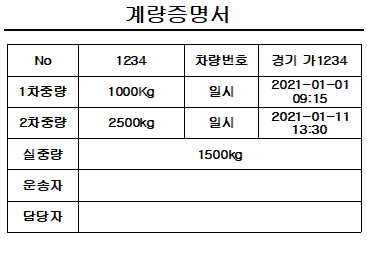 계량증명서
No 1234 차량번호 경기 가1234
1차중량 1000Kg 일시 2021-01-01 09:15
2차중량 2500kg 일시 2021-01-11 13:30
실중량 1500kg
운송자
담당자